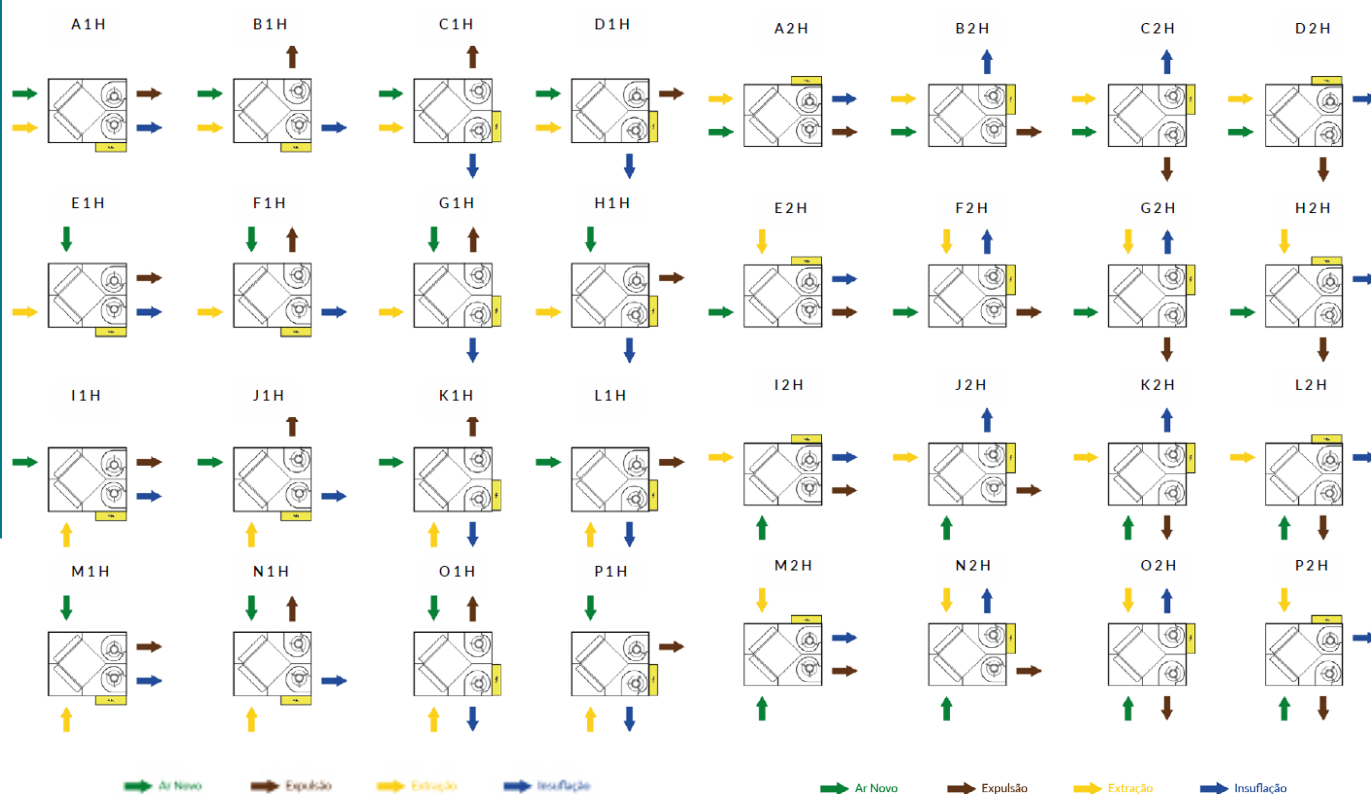 A1H B1H C1H D1H A2H B2H C2H D2H
E1H F1H G1H H1H E2H F2H G2H H2H
I1H J1H K1H L1H I2H J2H K2H L2H
M1H N1H O1H P1H M2H N2H O2H P2H
Ar Novo Expulsão Extração Insuflação Ar Novo Expulsão Extração Insuflação